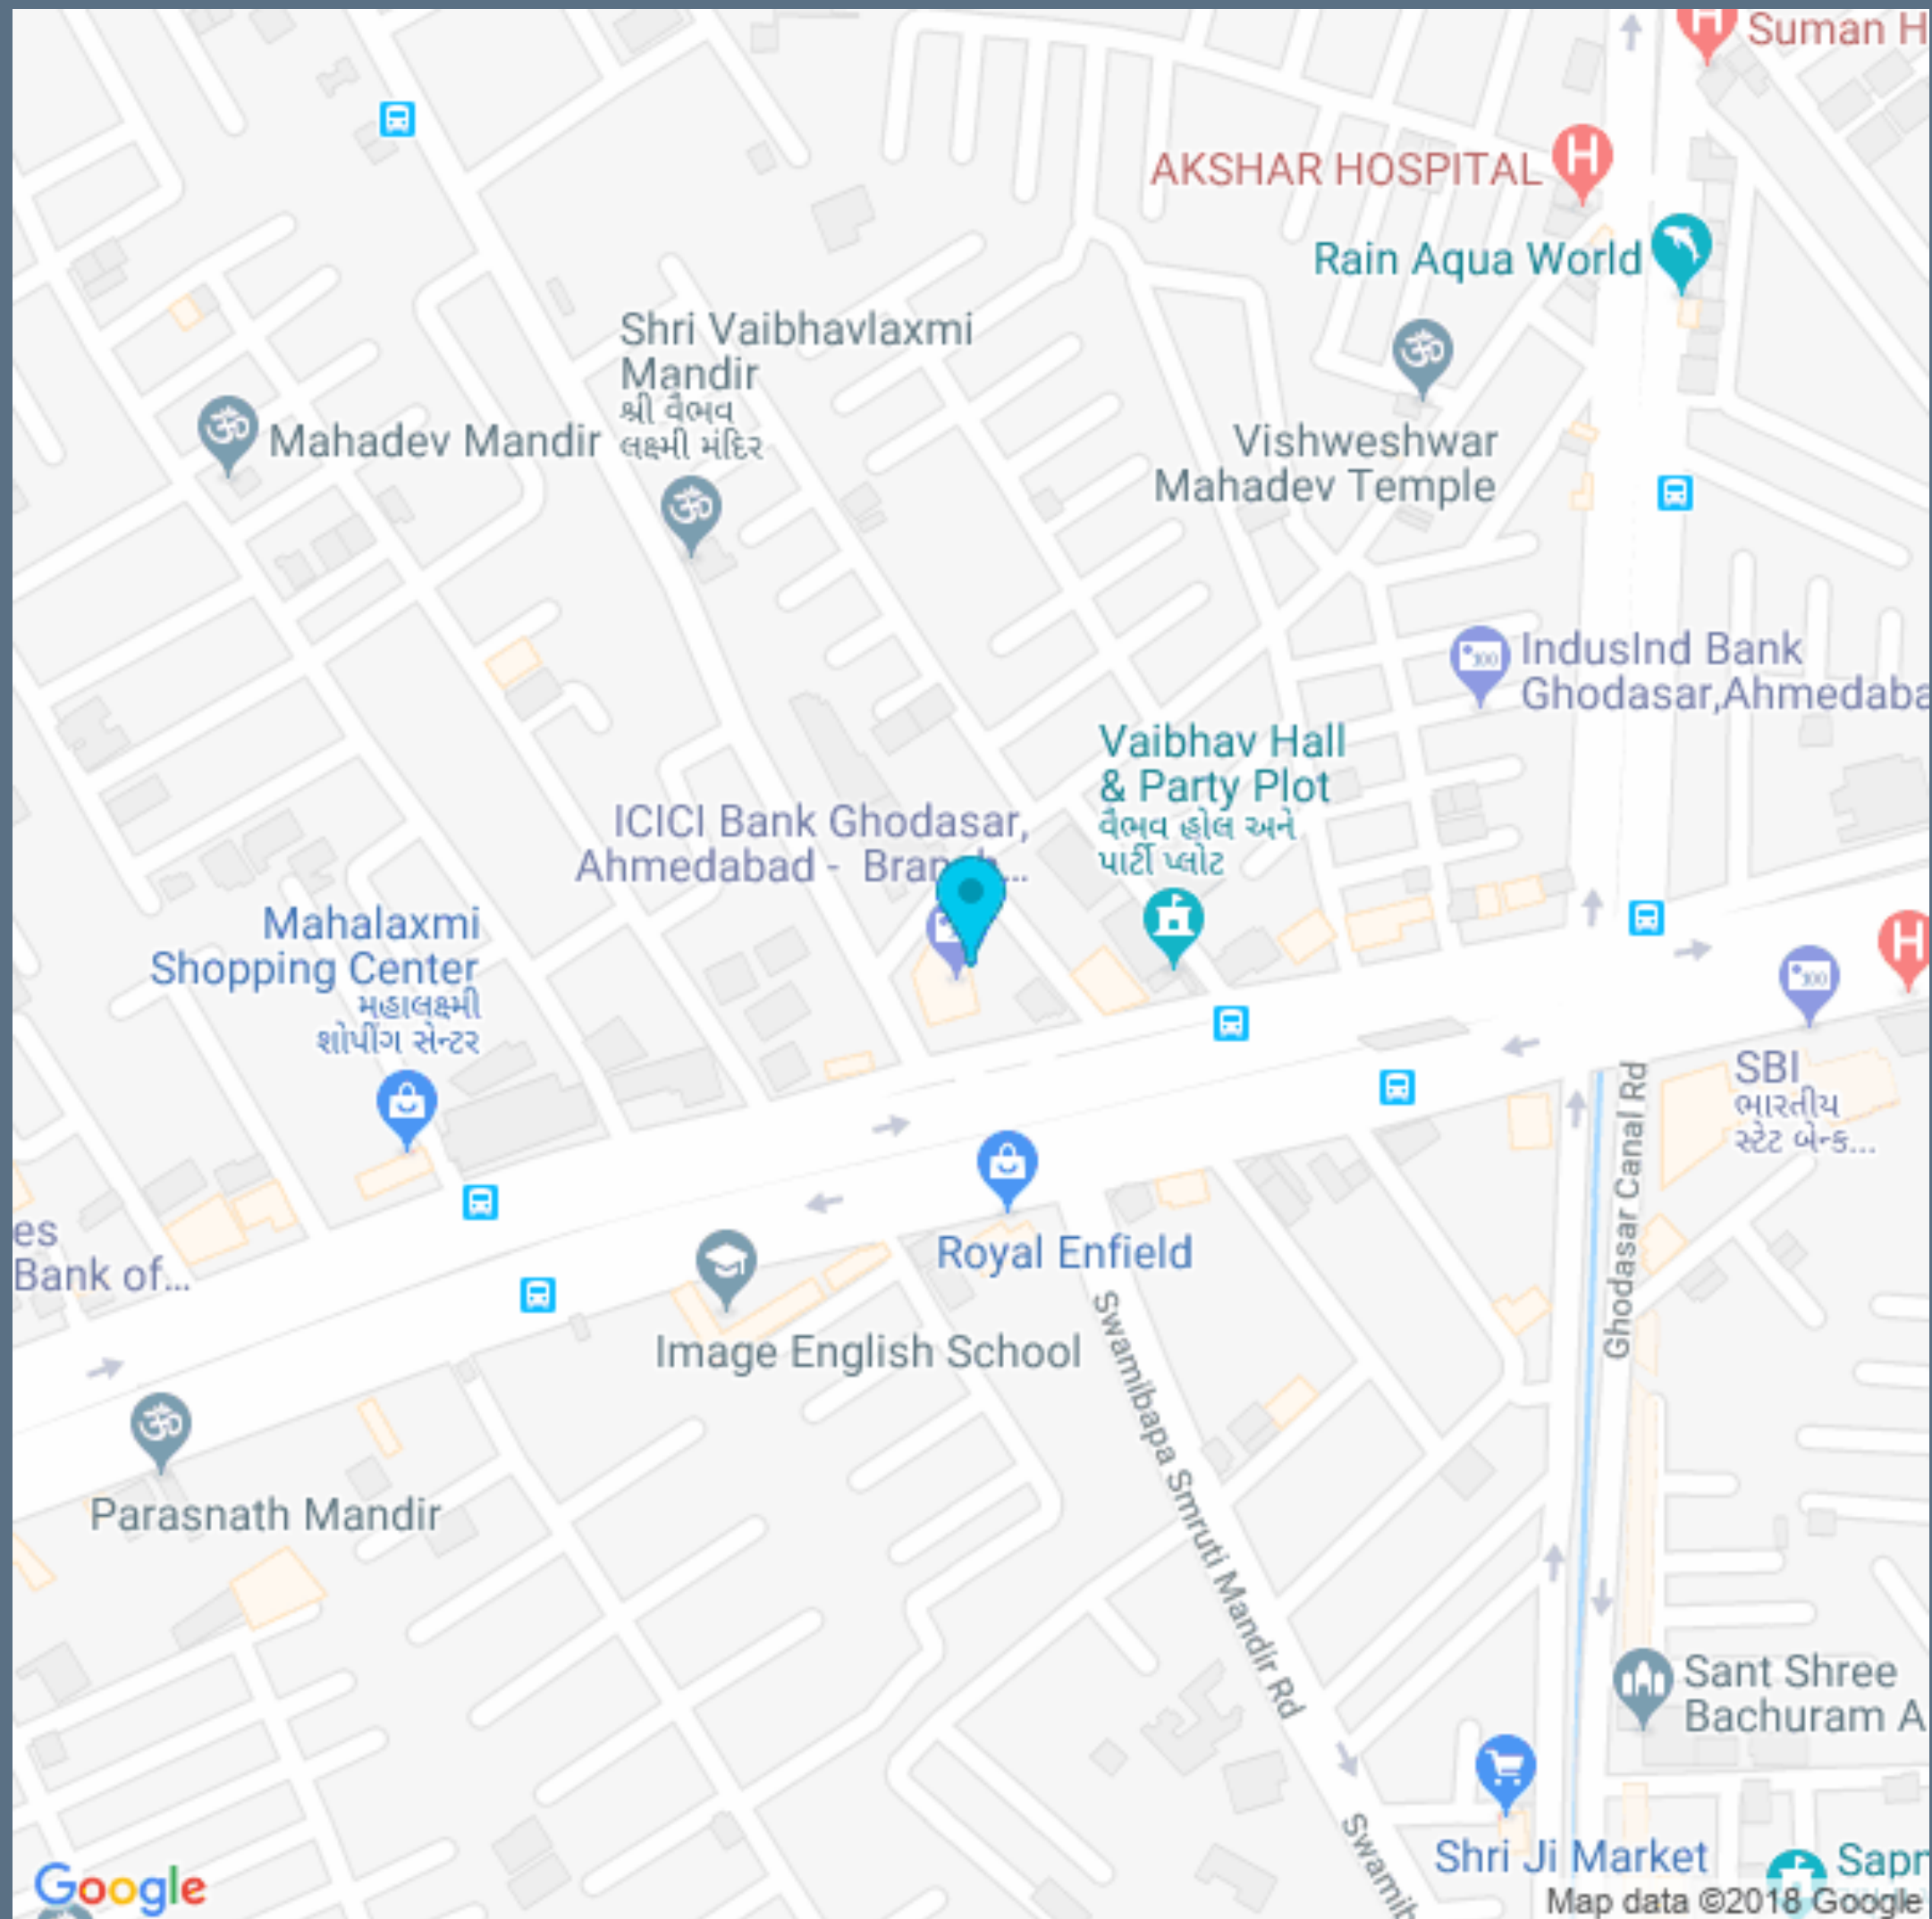 Suman H
AKSHAR HOSPITAL
Rain Aqua World
Shri Vaibhavlaxmi
Mandir
શ્રી વૈભવ
લક્ષ્મી મંદિર
Mahadev Mandir
Vishweshwar
Mahadev Temple
IndusInd Bank
Ghodasar,Ahmedaba
Vaibhav Hall
& Party Plot
વૈભવ હોલ અને
પાર્ટી પ્લોટ
ICICI Bank Ghodasar,
Ahmedabad - Branch...
Mahalaxmi
Shopping Center
મહાલક્ષ્મી
શોપીંગ સેન્ટર
SBI
ભારતીય
સ્ટેટ બેન્ક...
Ghodasar Canal Rd
es
Bank of...
Royal Enfield
Image English School
Swamibapa Smruti Mandir Rd
Parasnath Mandir
Sant Shree
Bachuram A
Shri Ji Market
Swamib
Sapn
Google
Map data ©2018 Google